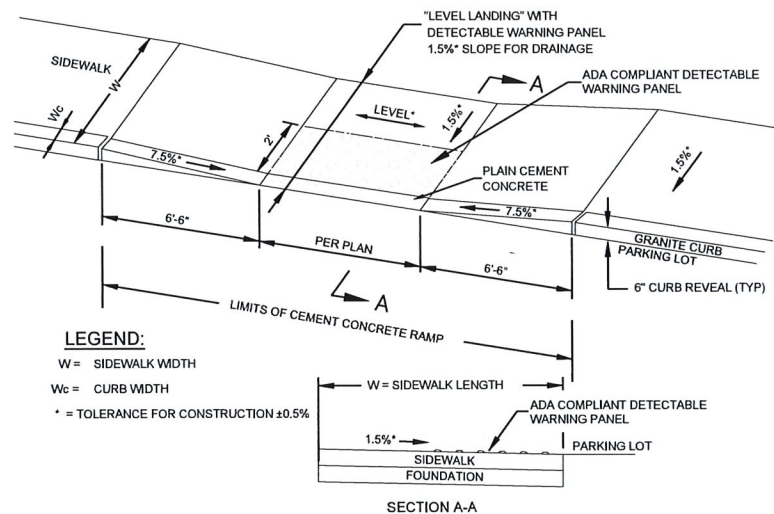 "LEVEL LANDING" WITH
DETECTABLE WARNING PANEL
1.5%* SLOPE FOR DRAINAGE
A
ADA COMPLIANT DETECTABLE
WARNING PANEL
SIDEWALK
W
Wc
LEVEL*
1.5%*
2'
7.5%*
1.5%*
PLAIN CEMENT
CONCRETE
7.5%*
6'-6"
PER PLAN
6'-6"
GRANITE CURB
PARKING LOT
6" CURB REVEAL (TYP)
A
LIMITS OF CEMENT CONCRETE RAMP
LEGEND:
W = SIDEWALK WIDTH
Wc = CURB WIDTH
* = TOLERANCE FOR CONSTRUCTION ±0.5%
W = SIDEWALK LENGTH
ADA COMPLIANT DETECTABLE
WARNING PANEL
1.5%*
PARKING LOT
SIDEWALK
FOUNDATION
SECTION A-A